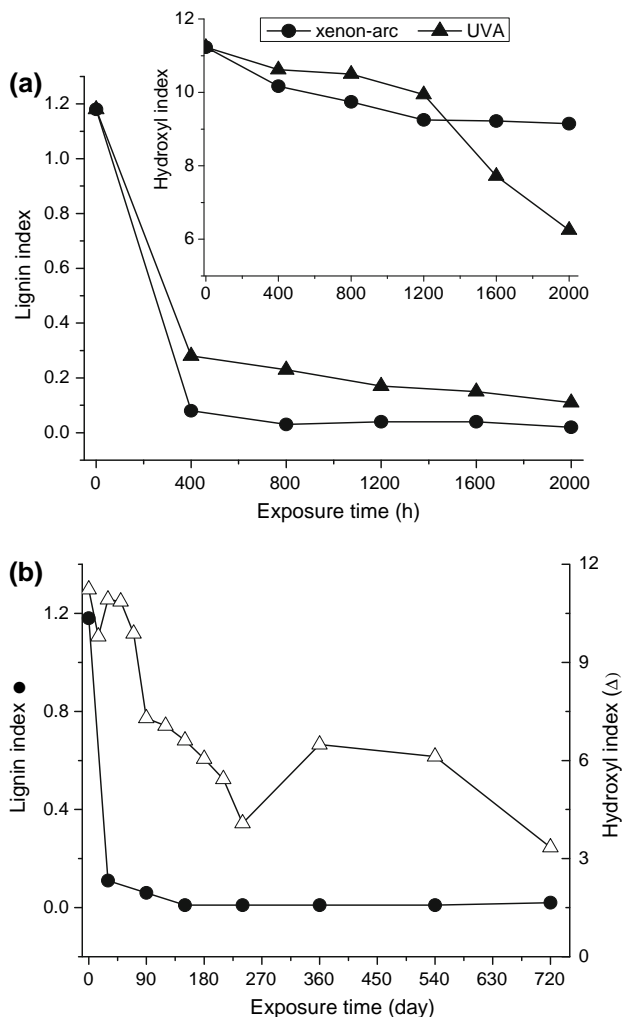 (a)
xenon-arc UVA
12
10
8
6
Hydroxyl index
0 400 800 1200 1600 2000
1.2
1.0
0.8
0.6
0.4
0.2
0.0
Lignin index
0 400 800 1200 1600 2000
Exposure time (h)
(b)
1.2
0.8
0.4
0.0
Lignin index ●
12
9
6
3
0
Hydroxyl index (Δ)
0 90 180 270 360 450 540 630 720
Exposure time (day)